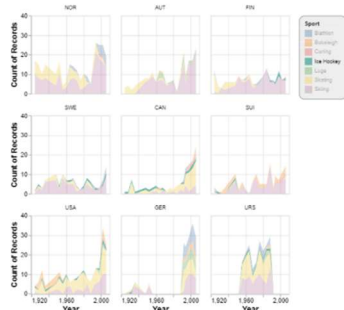 NOR AUT FIN
Sport
Biathlon
Bobsleigh
Curling
Ice Hockey
Luge
Skating
Skiing
Count of Records
40
30
20
10
0
SWE CAN SUI
Count of Records
40
30
20
10
0
USA GER URS
Count of Records
40
30
20
10
0
1,920 1,960 2,000 1,920 1,960 2,000 1,920 1,960 2,000
Year Year Year